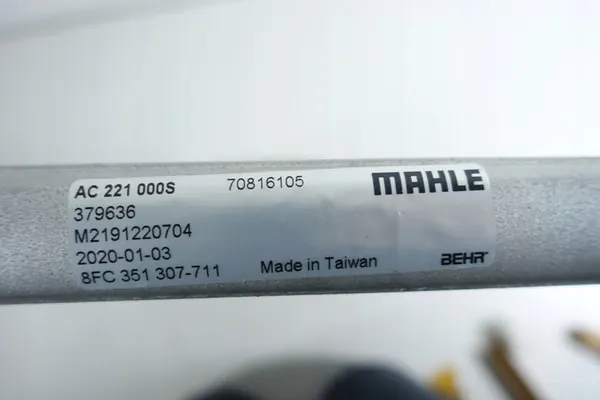 AC 221 000S 70816105 MAHLE
379636
M2191220704
2020-01-03
8FC 351 307-711 Made in Taiwan BEHR